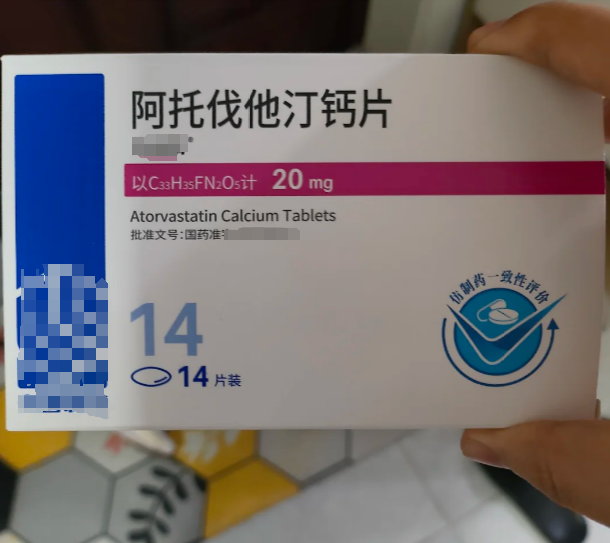 阿托伐他汀钙片
以C₃₃H₃₅FN₂O₅计 20 mg
Atorvastatin Calcium Tablets
批准文号:国药准
仿制药一致性评价
14
14 片装